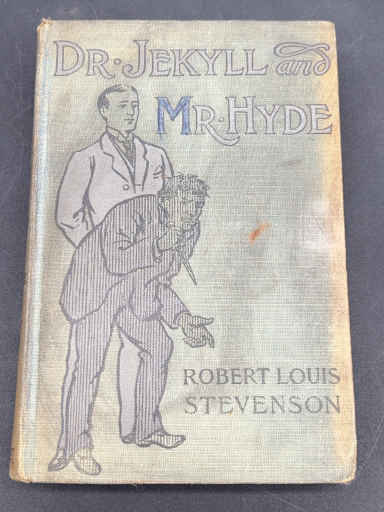 DR. JEKYLL and
MR. HYDE
ROBERT LOUIS
STEVENSON